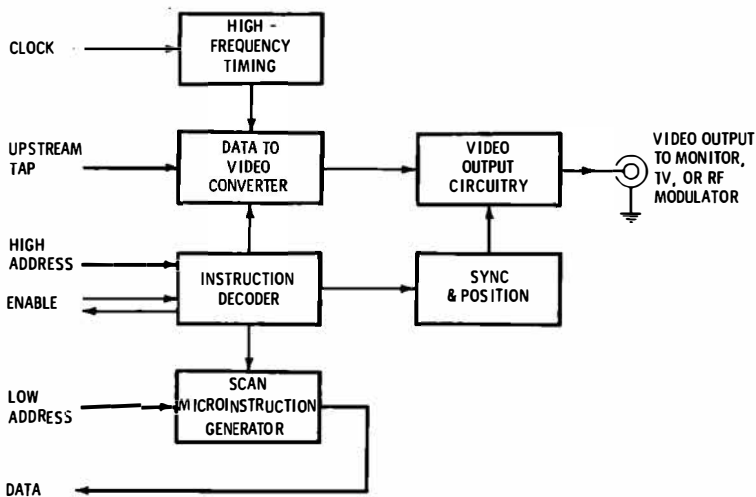 HIGH -
FREQUENCY
TIMING
CLOCK
UPSTREAM
TAP
DATA TO
VIDEO
CONVERTER
VIDEO
OUTPUT
CIRCUITRY
VIDEO OUTPUT
TO MONITOR,
TV, OR RF
MODULATOR
HIGH
ADDRESS
ENABLE
INSTRUCTION
DECODER
SYNC
& POSITION
LOW
ADDRESS
SCAN
MICROINSTRUCTION
GENERATOR
DATA